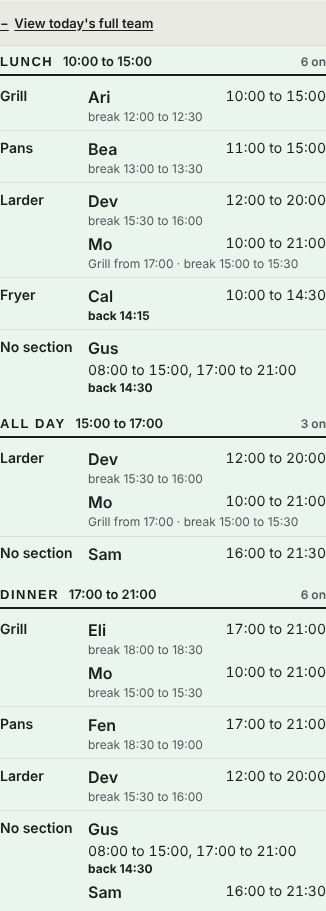 – View today's full team
LUNCH 10:00 to 15:00 6 on
Grill Ari 10:00 to 15:00
break 12:00 to 12:30
Pans Bea 11:00 to 15:00
break 13:00 to 13:30
Larder Dev 12:00 to 20:00
break 15:30 to 16:00
Mo 10:00 to 21:00
Grill from 17:00 · break 15:00 to 15:30
Fryer Cal 10:00 to 14:30
back 14:15
No section Gus
08:00 to 15:00, 17:00 to 21:00
back 14:30
ALL DAY 15:00 to 17:00 3 on
Larder Dev 12:00 to 20:00
break 15:30 to 16:00
Mo 10:00 to 21:00
Grill from 17:00 · break 15:00 to 15:30
No section Sam 16:00 to 21:30
DINNER 17:00 to 21:00 6 on
Grill Eli 17:00 to 21:00
break 18:00 to 18:30
Mo 10:00 to 21:00
break 15:00 to 15:30
Pans Fen 17:00 to 21:00
break 18:30 to 19:00
Larder Dev 12:00 to 20:00
break 15:30 to 16:00
No section Gus
08:00 to 15:00, 17:00 to 21:00
back 14:30
Sam 16:00 to 21:30